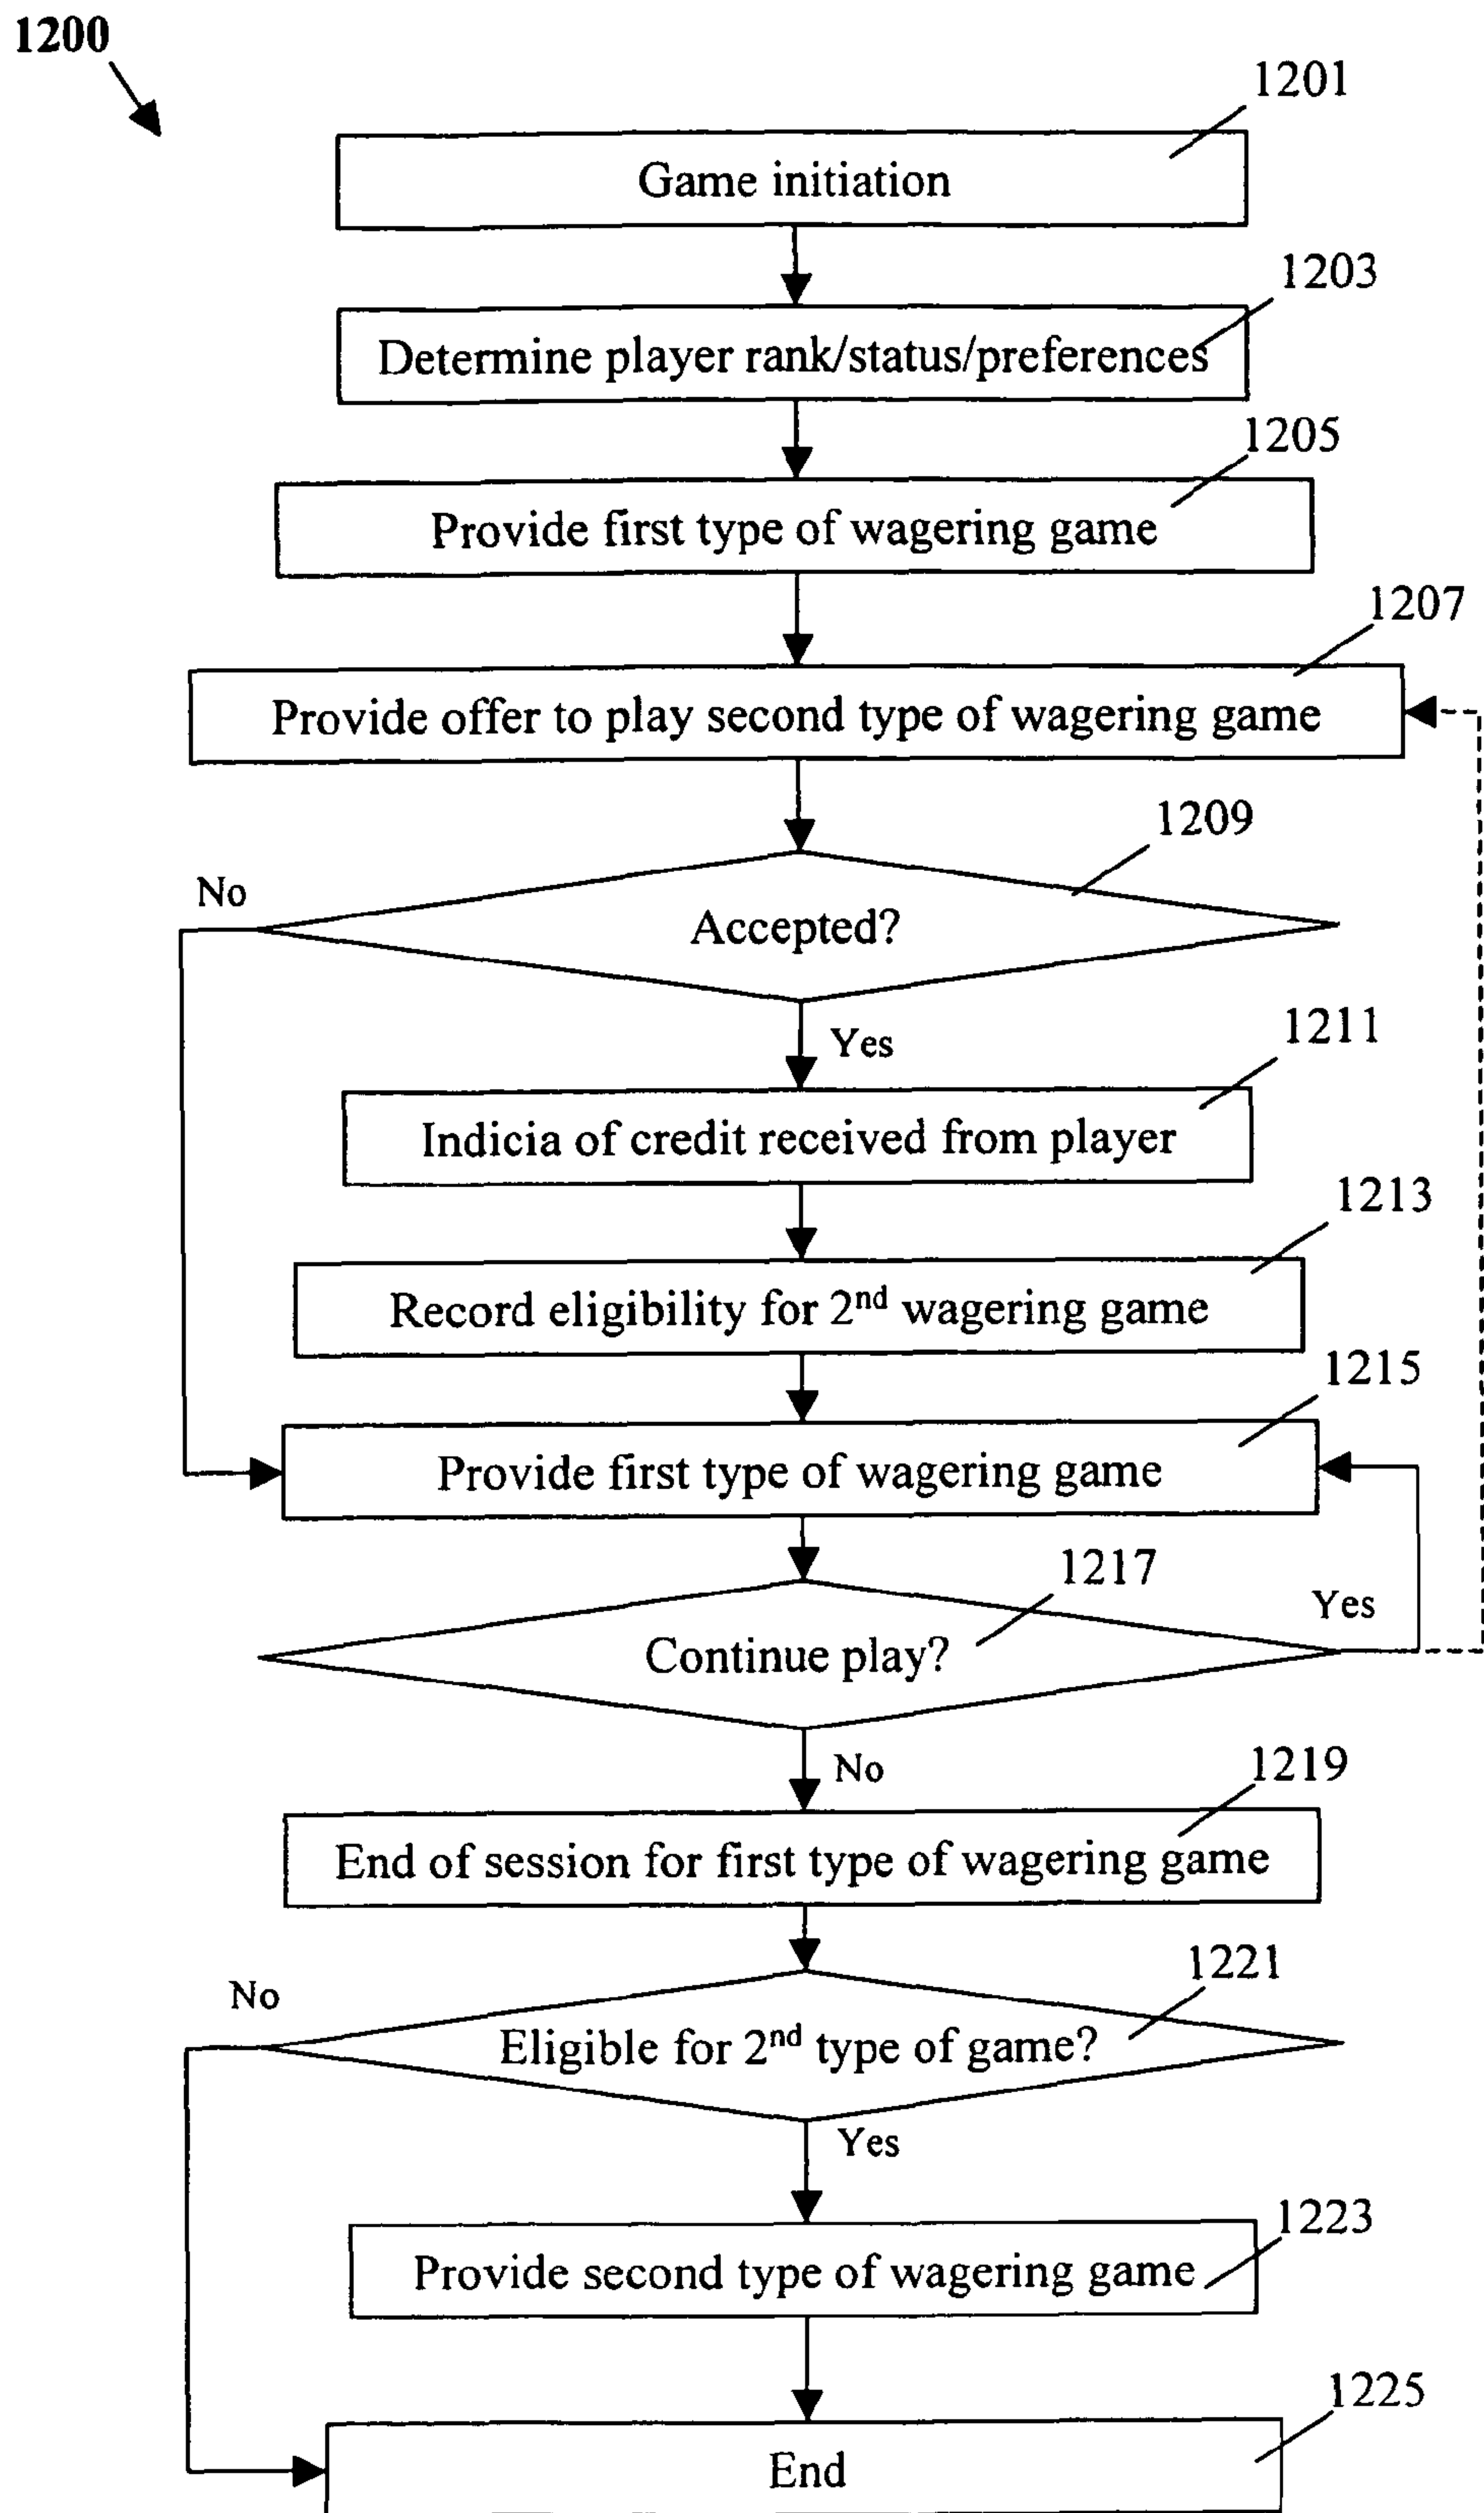 1200
1201
Game initiation
1203
Determine player rank/status/preferences
1205
Provide first type of wagering game
1207
Provide offer to play second type of wagering game
1209
No
Accepted?
Yes
1211
Indicia of credit received from player
1213
Record eligibility for 2nd wagering game
1215
Provide first type of wagering game
1217
Yes
Continue play?
No
1219
End of session for first type of wagering game
1221
No
Eligible for 2nd type of game?
Yes
1223
Provide second type of wagering game
1225
End